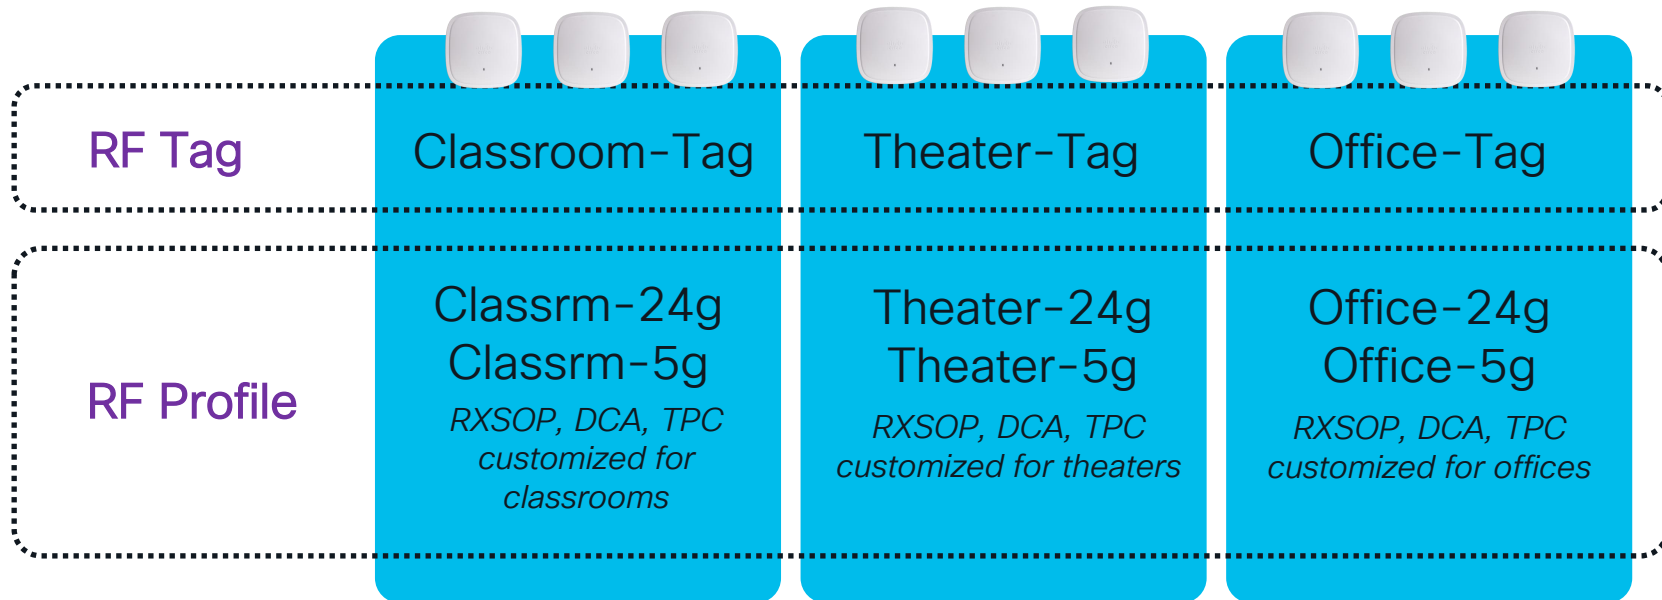 RF Tag
Classroom-Tag
Theater-Tag
Office-Tag
RF Profile
Classrm-24g
Classrm-5g
RXSOP, DCA, TPC
customized for
classrooms
Theater-24g
Theater-5g
RXSOP, DCA, TPC
customized for theaters
Office-24g
Office-5g
RXSOP, DCA, TPC
customized for offices